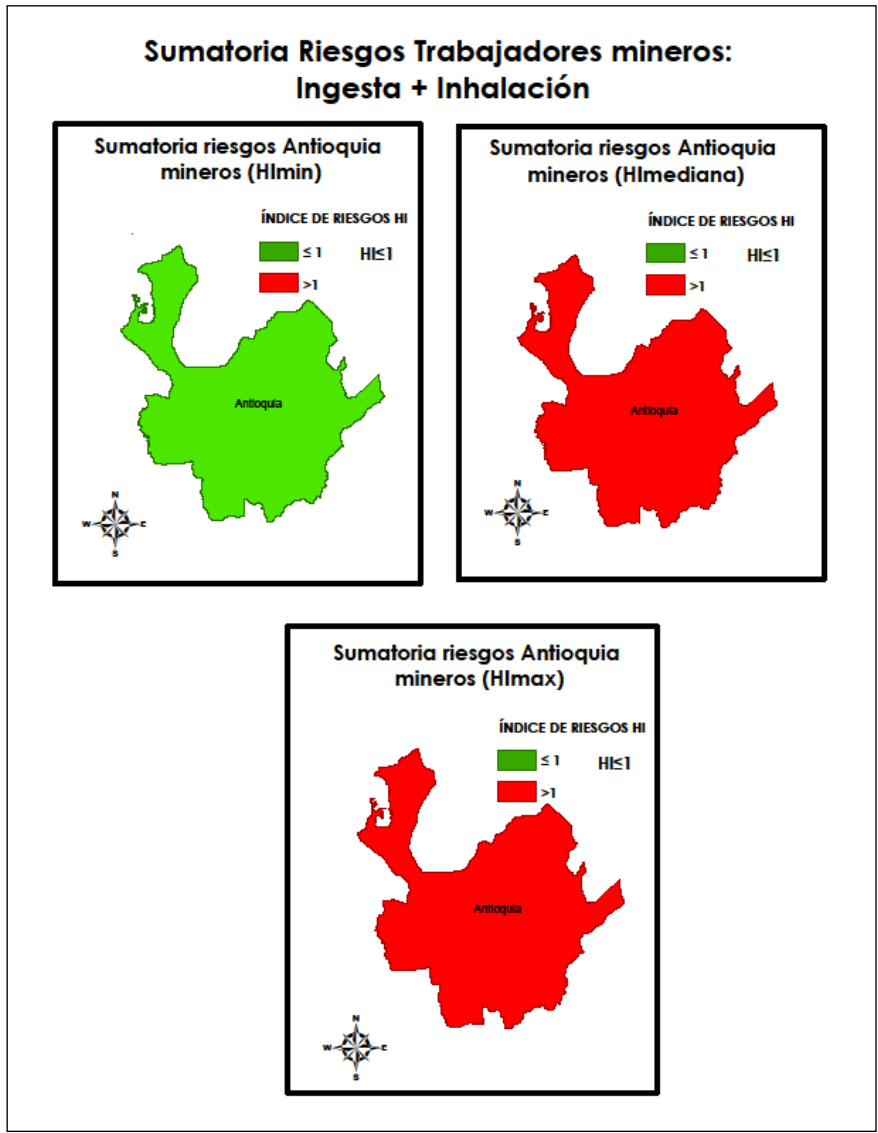 Sumatoria Riesgos Trabajadores mineros:
Ingesta + Inhalación
Sumatoria riesgos Antioquia
mineros (HImin)
ÍNDICE DE RIESGOS HI
≤ 1 HI≤1
>1
Antioquia
N
W E
S
Sumatoria riesgos Antioquia
mineros (HImediana)
ÍNDICE DE RIESGOS HI
≤ 1 HI≤1
>1
Antioquia
N
W E
S
Sumatoria riesgos Antioquia
mineros (HImax)
ÍNDICE DE RIESGOS HI
≤ 1 HI≤1
>1
Antioquia
N
W E
S